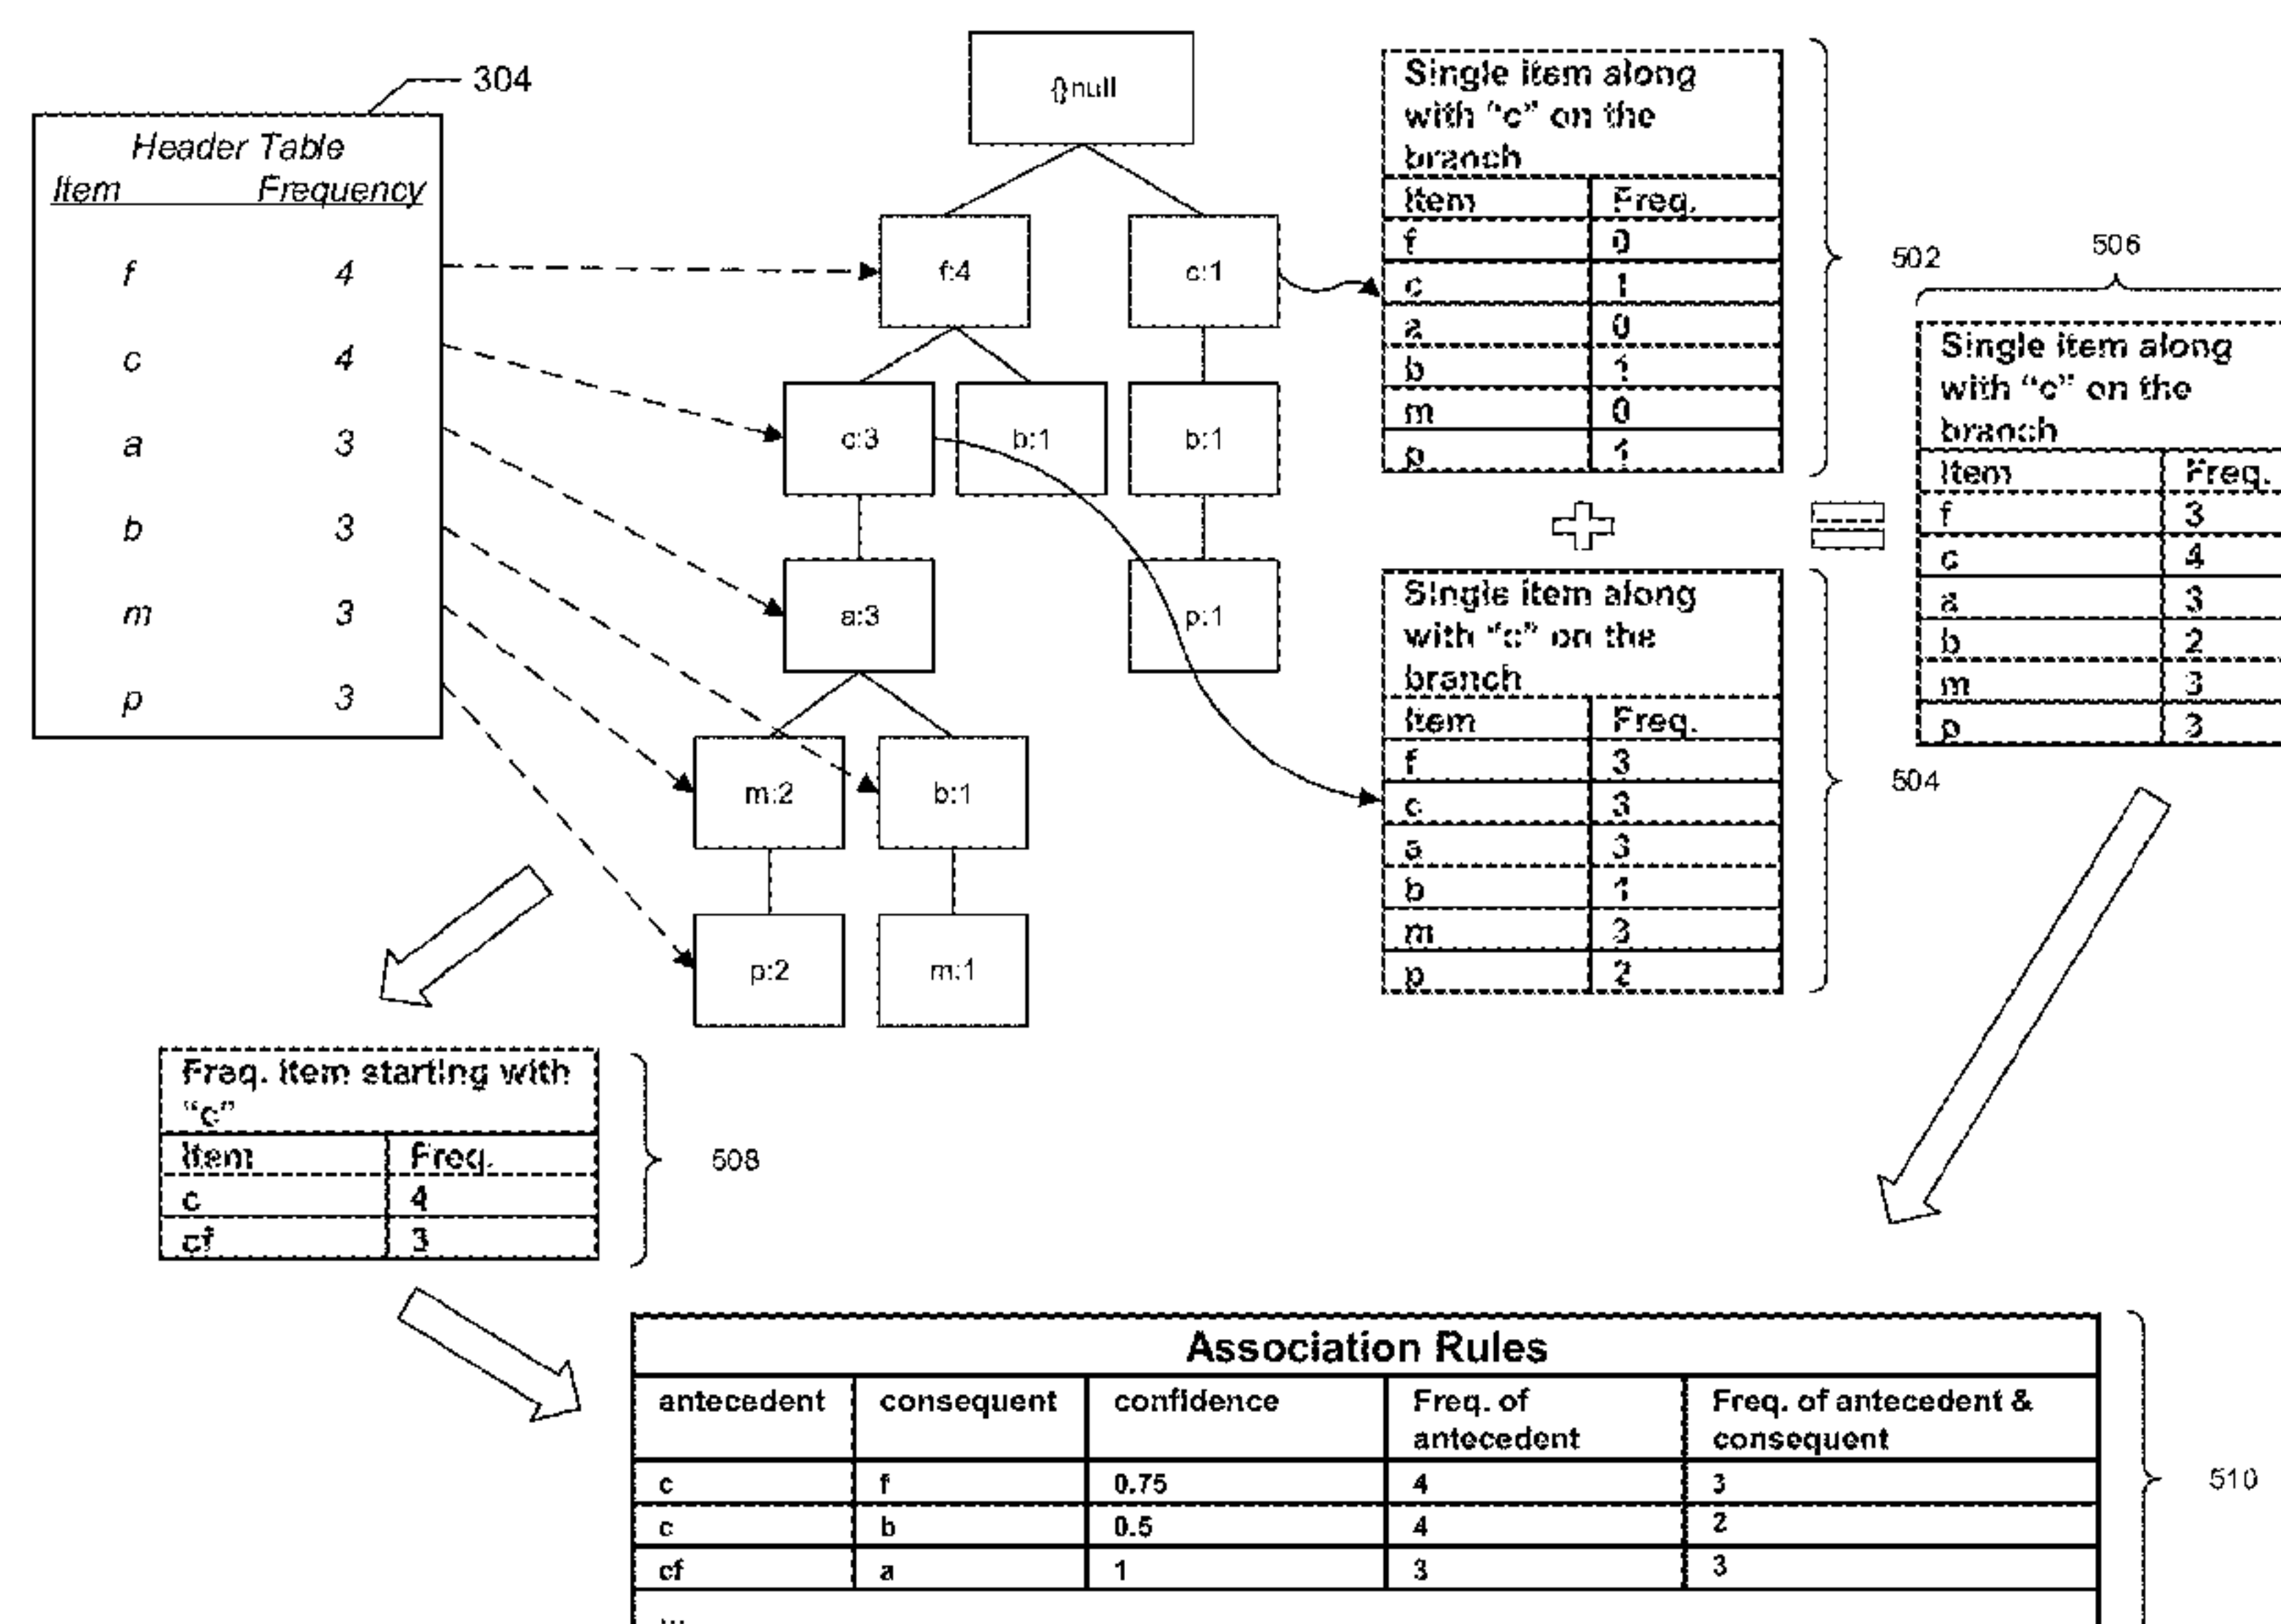 304
Header Table
Item Frequency
f 4
c 4
a 3
b 3
m 3
p 3
{}null
f:4
c:1
c:3
b:1
b:1
a:3
p:1
m:2
b:1
p:2
m:1
Single item along
with "c" on the
branch
Item Freq.
f 0
c 1
a 0
b 1
m 0
p 1
502
Single item along
with "c" on the
branch
Item Freq.
f 3
c 3
a 3
b 1
m 3
p 2
504
506
Single item along
with "c" on the
branch
Item Freq.
f 3
c 4
a 3
b 2
m 3
p 3
Freq. item starting with
"c"
Item Freq.
c 4
cf 3
508
Association Rules
antecedent consequent confidence Freq. of Freq. of antecedent &
antecedent consequent
c f 0.75 4 3
c b 0.5 4 2
cf a 1 3 3
...
510